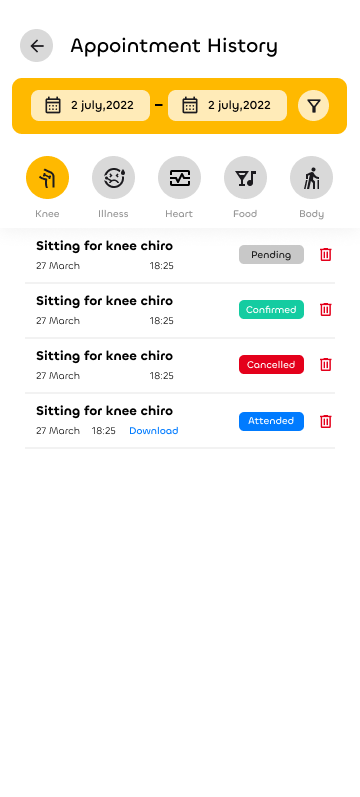 Appointment History
2 july,2022 – 2 july,2022
Knee Illness Heart Food Body
Sitting for knee chiro
27 March 18:25 Pending
Sitting for knee chiro
27 March 18:25 Confirmed
Sitting for knee chiro
27 March 18:25 Cancelled
Sitting for knee chiro
27 March 18:25 Download Attended